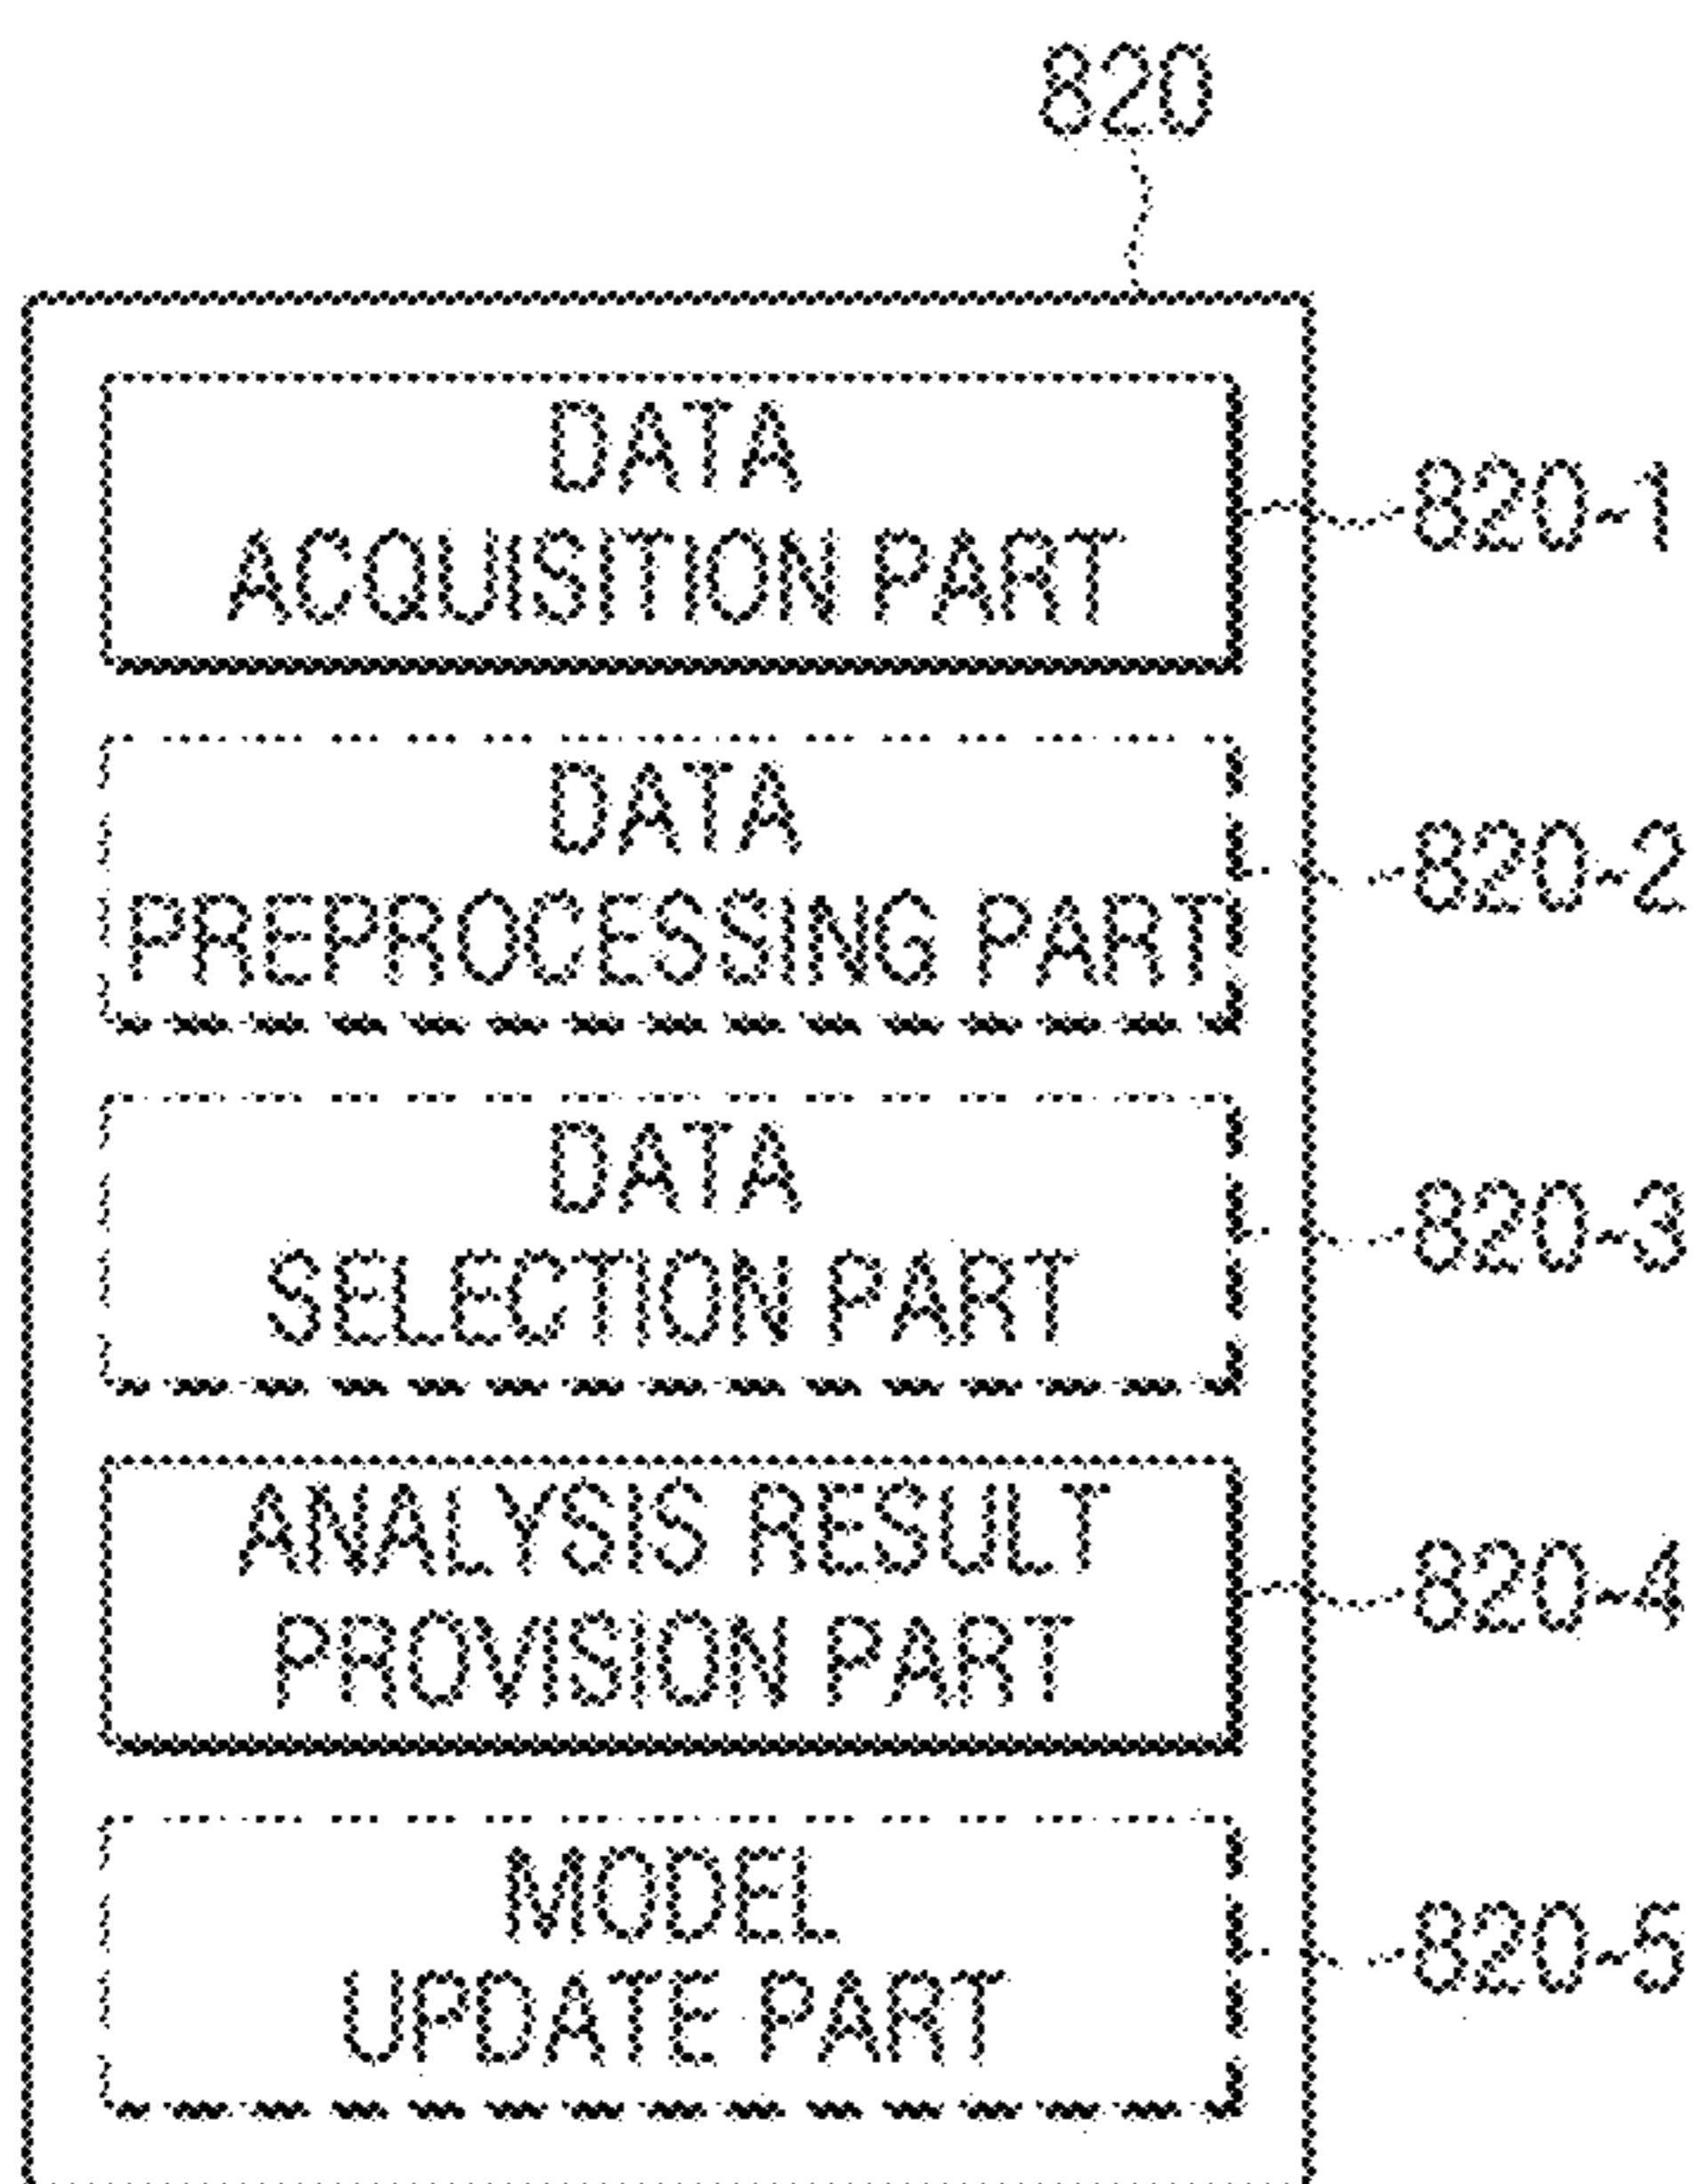 820
DATA
ACQUISITION PART
820-1
DATA
PREPROCESSING PART
820-2
DATA
SELECTION PART
820-3
ANALYSIS RESULT
PROVISION PART
820-4
MODEL
UPDATE PART
820-5